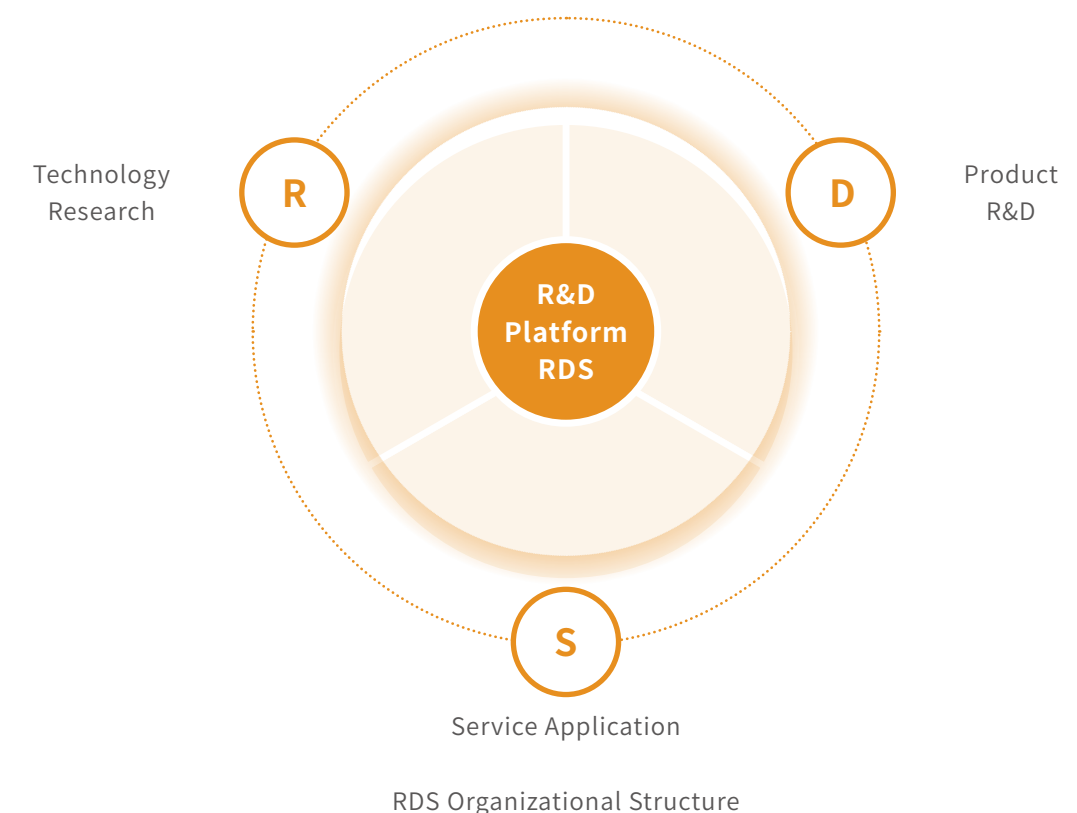 Technology
Research
R
D
Product
R&D
R&D
Platform
RDS
S
Service Application
RDS Organizational Structure